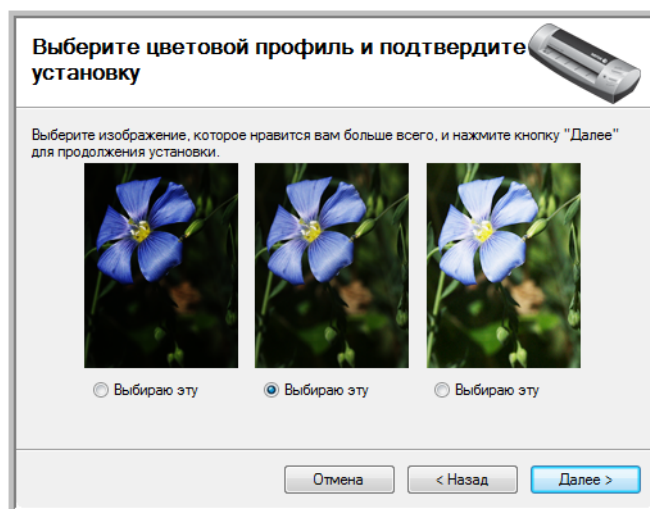 Выберите цветовой профиль и подтвердите
установку
Выберите изображение, которое нравится вам больше всего, и нажмите кнопку "Далее"
для продолжения установки.
Выбираю эту
Выбираю эту
Выбираю эту
Отмена
< Назад
Далее >